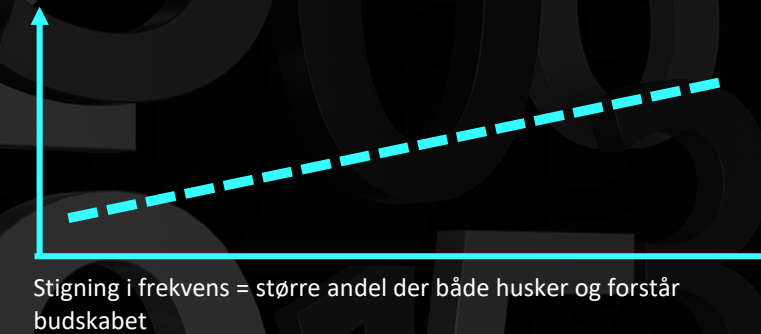 Stigning i frekvens = større andel der både husker og forstår
budskabet